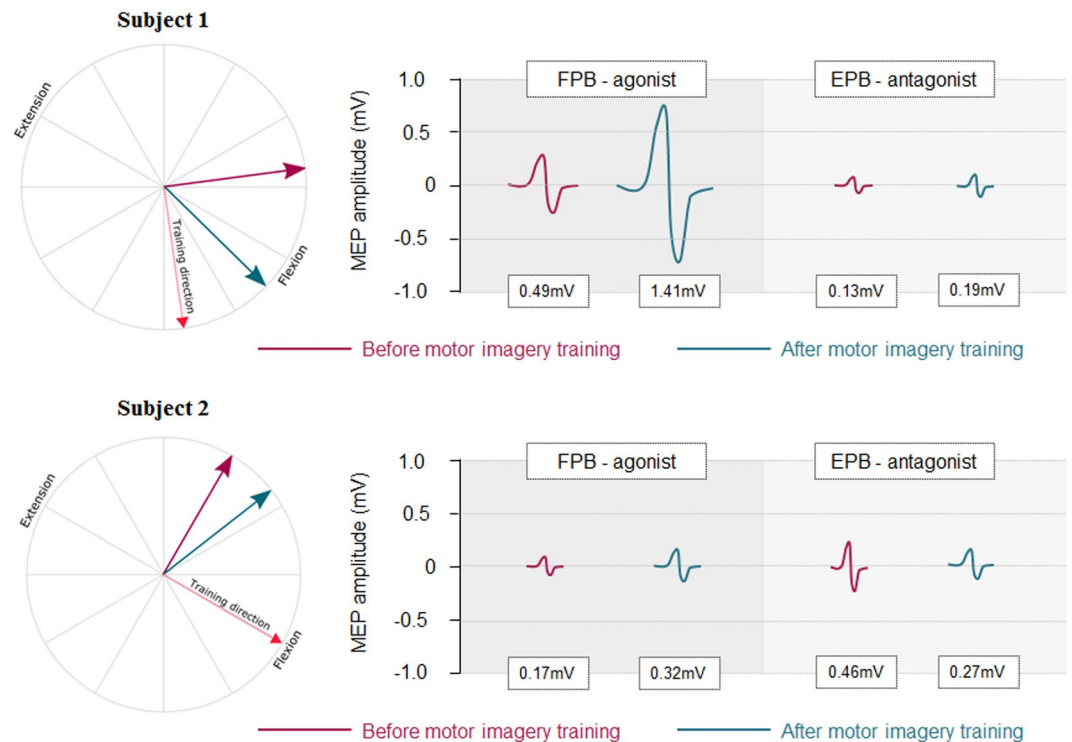 Subject 1
Extension
Training direction
Flexion
MEP amplitude (mV)
1.0
0.5
0
-0.5
-1.0
FPB - agonist
EPB - antagonist
0.49mV
1.41mV
0.13mV
0.19mV
Before motor imagery training
After motor imagery training
Subject 2
Extension
Training direction
Flexion
MEP amplitude (mV)
1.0
0.5
0
-0.5
-1.0
FPB - agonist
EPB - antagonist
0.17mV
0.32mV
0.46mV
0.27mV
Before motor imagery training
After motor imagery training